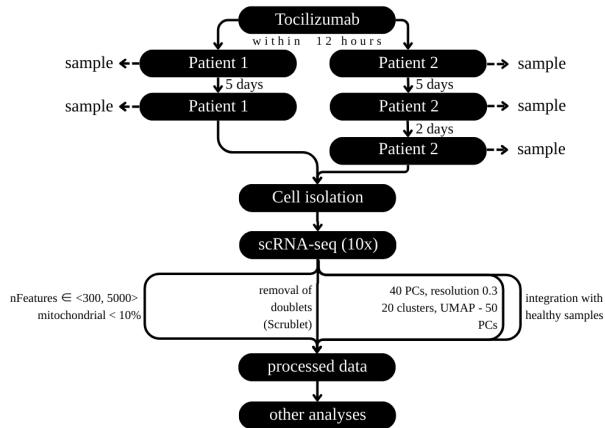 Tocilizumab
within 12 hours
sample
Patient 1
Patient 2
sample
5 days
5 days
sample
Patient 1
Patient 2
sample
2 days
Patient 2
sample
Cell isolation
scRNA-seq (10x)
nFeatures ∈ <300, 5000>
mitochondrial < 10%
removal of
doublets
(Scrublet)
40 PCs, resolution 0.3
20 clusters, UMAP - 50
PCs
integration with
healthy samples
processed data
other analyses